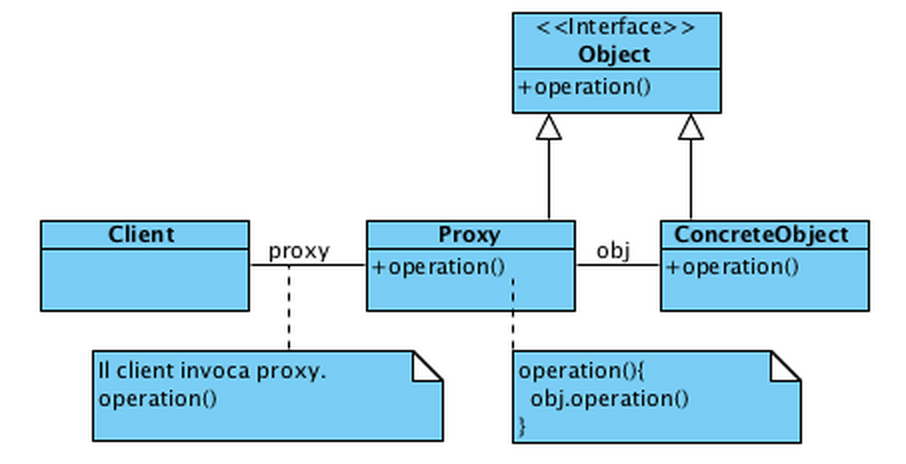 <<Interface>>
Object
+operation()
Client
proxy
Proxy
+operation()
obj
ConcreteObject
+operation()
Il client invoca proxy.
operation()
operation(){
obj.operation()
}